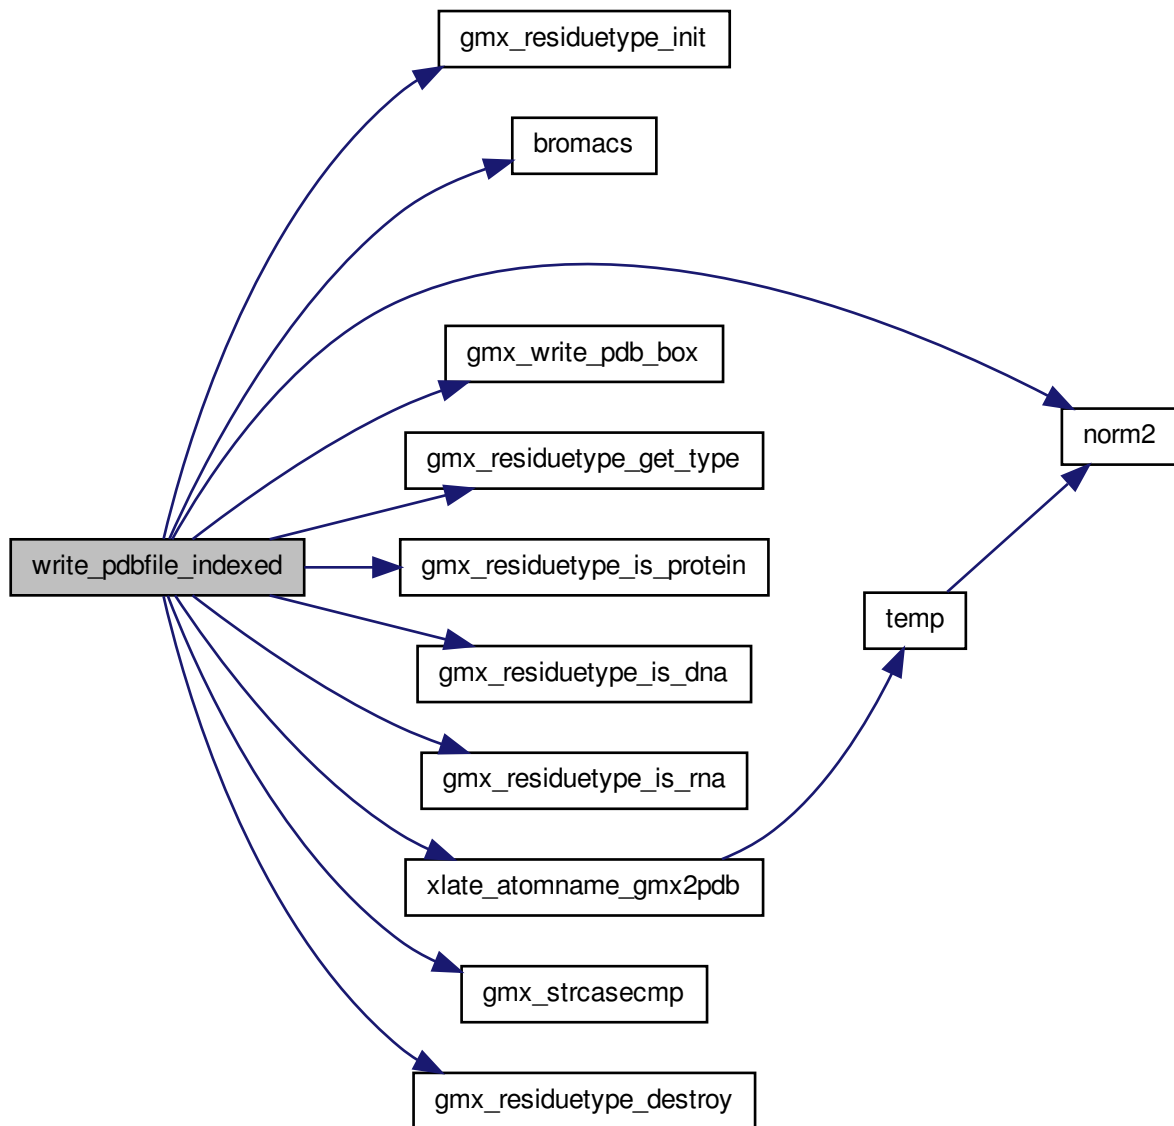 gmx_residuetype_init
bromacs
gmx_write_pdb_box
norm2
gmx_residuetype_get_type
write_pdbfile_indexed
gmx_residuetype_is_protein
temp
gmx_residuetype_is_dna
gmx_residuetype_is_rna
xlate_atomname_gmx2pdb
gmx_strcasecmp
gmx_residuetype_destroy